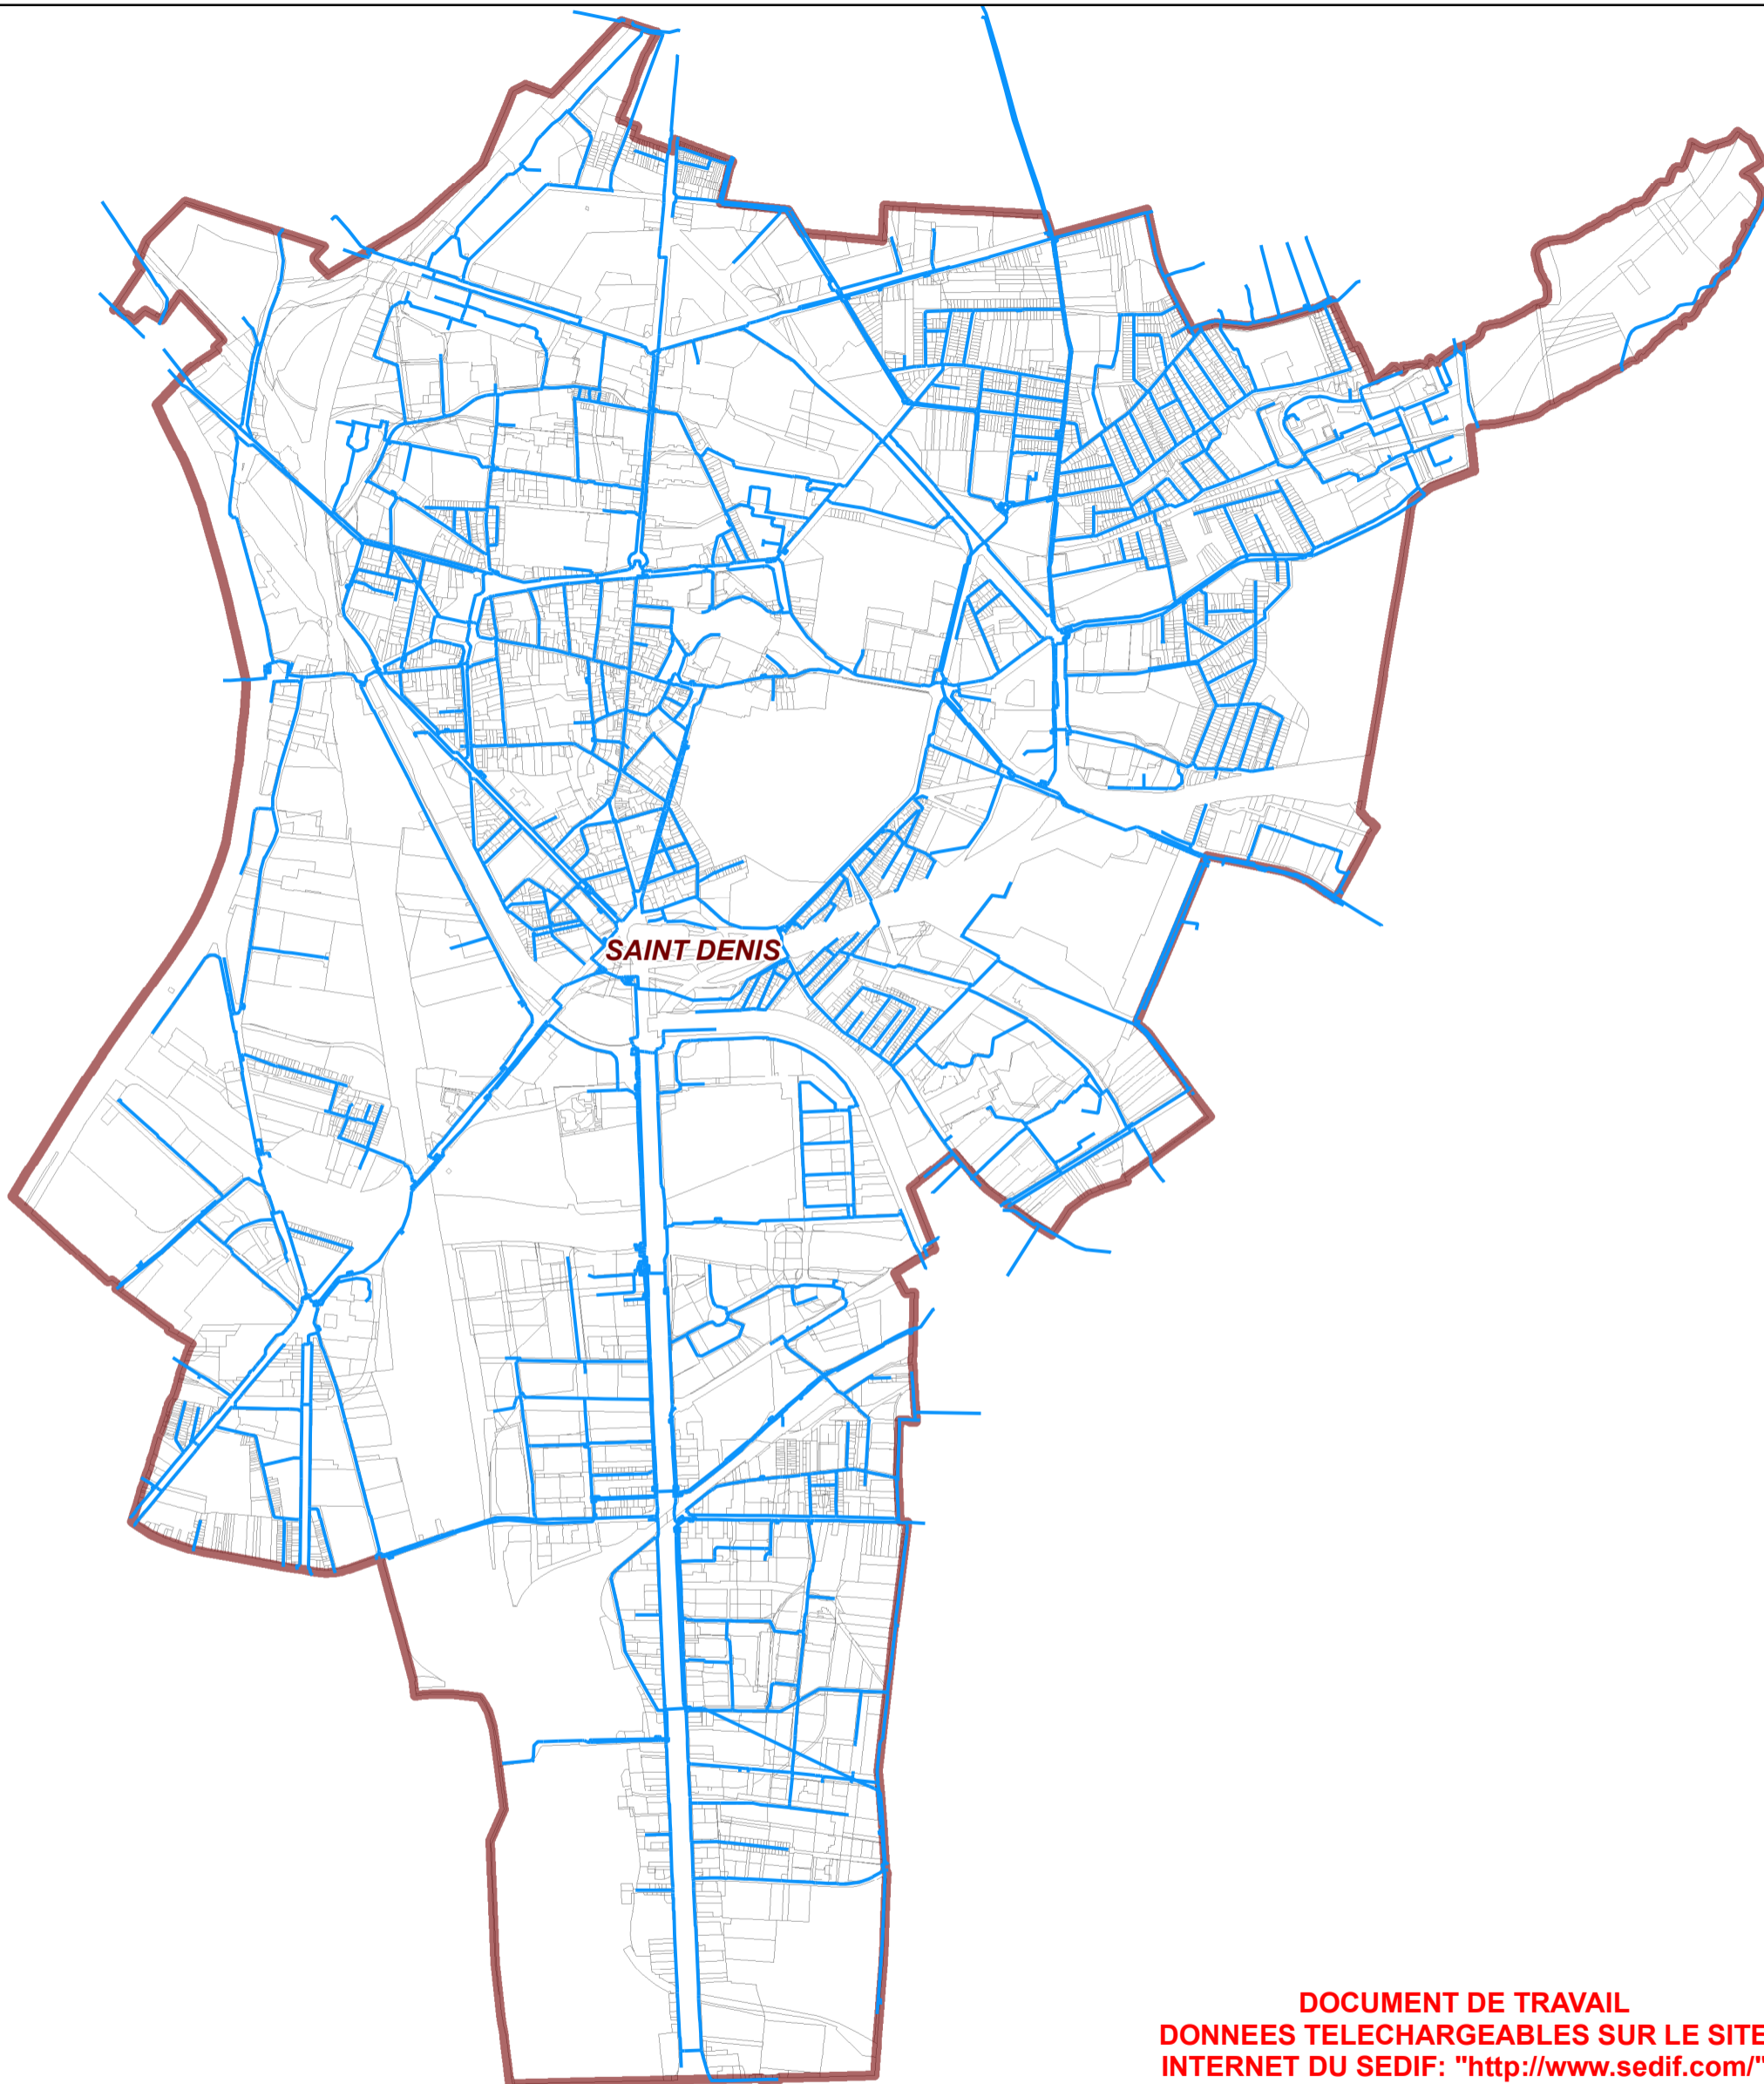 SAINT DENIS
DOCUMENT DE TRAVAIL
DONNEES TELECHARGEABLES SUR LE SITE
INTERNET DU SEDIF: "http://www.sedif.com/"